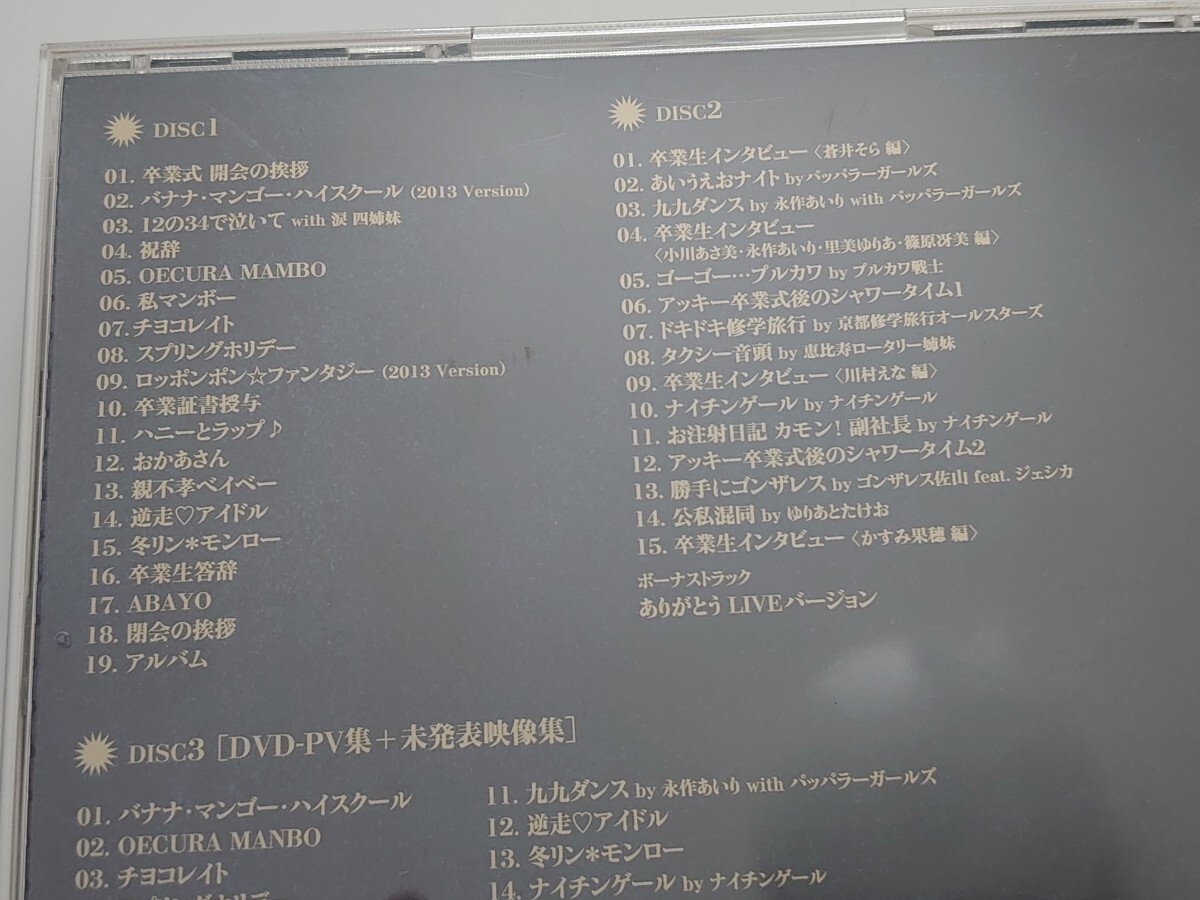 DISC1
01. 卒業式 開会の挨拶
02. バナナ・マンゴー・ハイスクール (2013 Version)
03. 12の34で泣いて with 涙 四姉妹
04. 祝辞
05. OECURA MAMBO
06. 私マンボー
07. チヨコレイト
08. スプリングホリデー
09. ロッポンポン☆ファンタジー (2013 Version)
10. 卒業証書授与
11. ハニーとラップ♪
12. おかあさん
13. 親不孝ベイベー
14. 逆走♡アイドル
15. 冬リン*モンロー
16. 卒業生答辞
17. ABAYO
18. 閉会の挨拶
19. アルバム
DISC2
01. 卒業生インタビュー〈蒼井そら 編〉
02. あいうえおナイト by パッパラーガールズ
03. 九九ダンス by 永作あいり with パッパラーガールズ
04. 卒業生インタビュー
〈小川あさ美・永作あいり・里美ゆりあ・篠原冴美 編〉
05. ゴーゴー…プルカワ by プルカワ戦士
06. アッキー卒業式後のシャワータイム1
07. ドキドキ修学旅行 by 京都修学旅行オールスターズ
08. タクシー音頭 by 恵比寿ロータリー姉妹
09. 卒業生インタビュー〈川村えな 編〉
10. ナイチンゲール by ナイチンゲール
11. お注射日記 カモン! 副社長 by ナイチンゲール
12. アッキー卒業式後のシャワータイム2
13. 勝手にゴンザレス by ゴンザレス佐山 feat. ジェシカ
14. 公私混同 by ゆりあとたけお
15. 卒業生インタビュー〈かすみ果穂 編〉
ボーナストラック
ありがとう LIVEバージョン
DISC3 [DVD-PV集+未発表映像集]
01. バナナ・マンゴー・ハイスクール
02. OECURA MANBO
03. チヨコレイト
11. 九九ダンス by 永作あいり with パッパラーガールズ
12. 逆走♡アイドル
13. 冬リン*モンロー
14. ナイチンゲール by ナイチンゲール